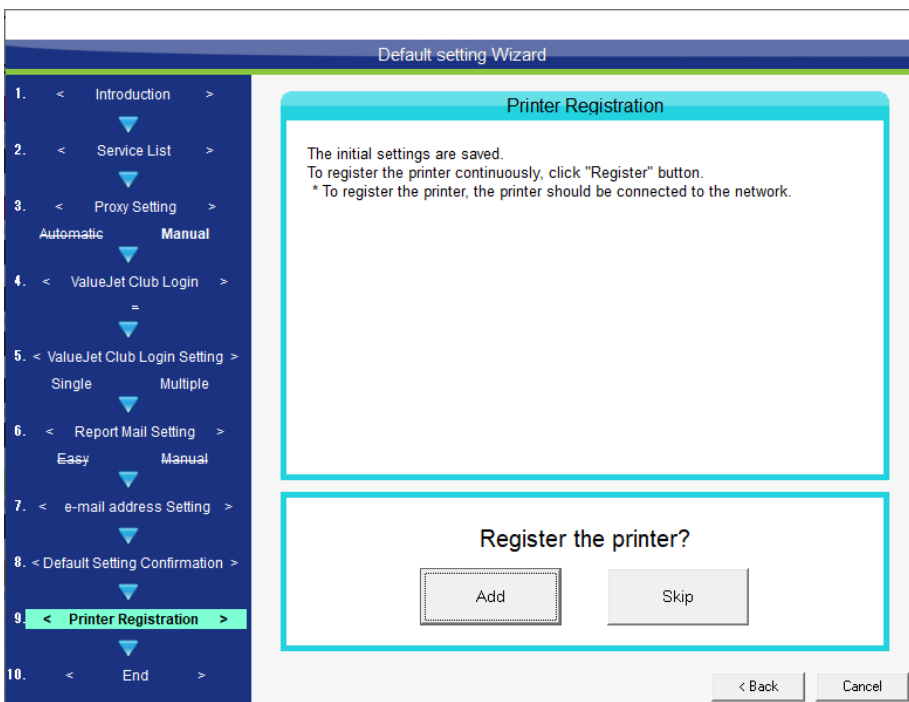 Default setting Wizard
1. < Introduction >
2. < Service List >
3. < Proxy Setting >
Automatic Manual
4. < ValueJet Club Login >
=
5. < ValueJet Club Login Setting >
Single Multiple
6. < Report Mail Setting >
Easy Manual
7. < e-mail address Setting >
8. < Default Setting Confirmation >
9. < Printer Registration >
10. < End >
Printer Registration
The initial settings are saved.
To register the printer continuously, click "Register" button.
* To register the printer, the printer should be connected to the network.
Register the printer?
Add Skip
< Back Cancel